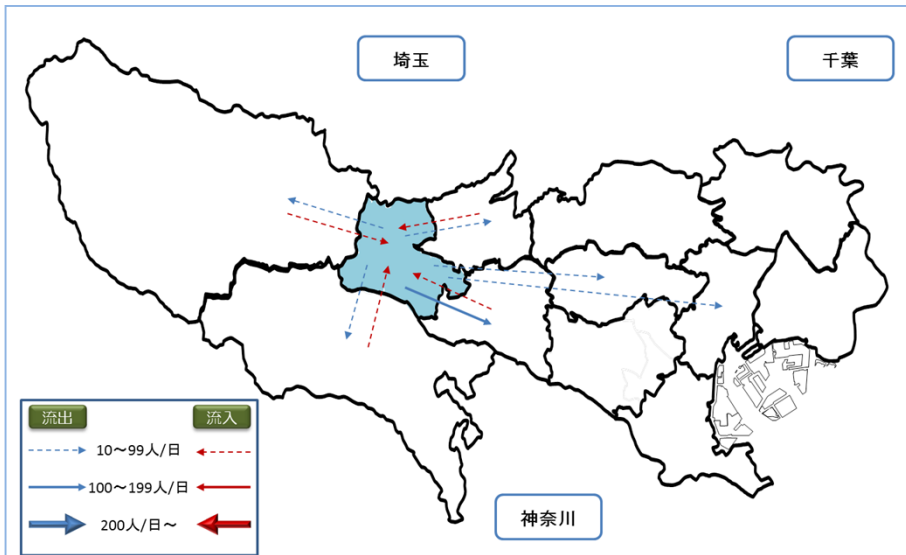 埼玉
千葉
流出
流入
10～99人/日
100～199人/日
200人/日～
神奈川